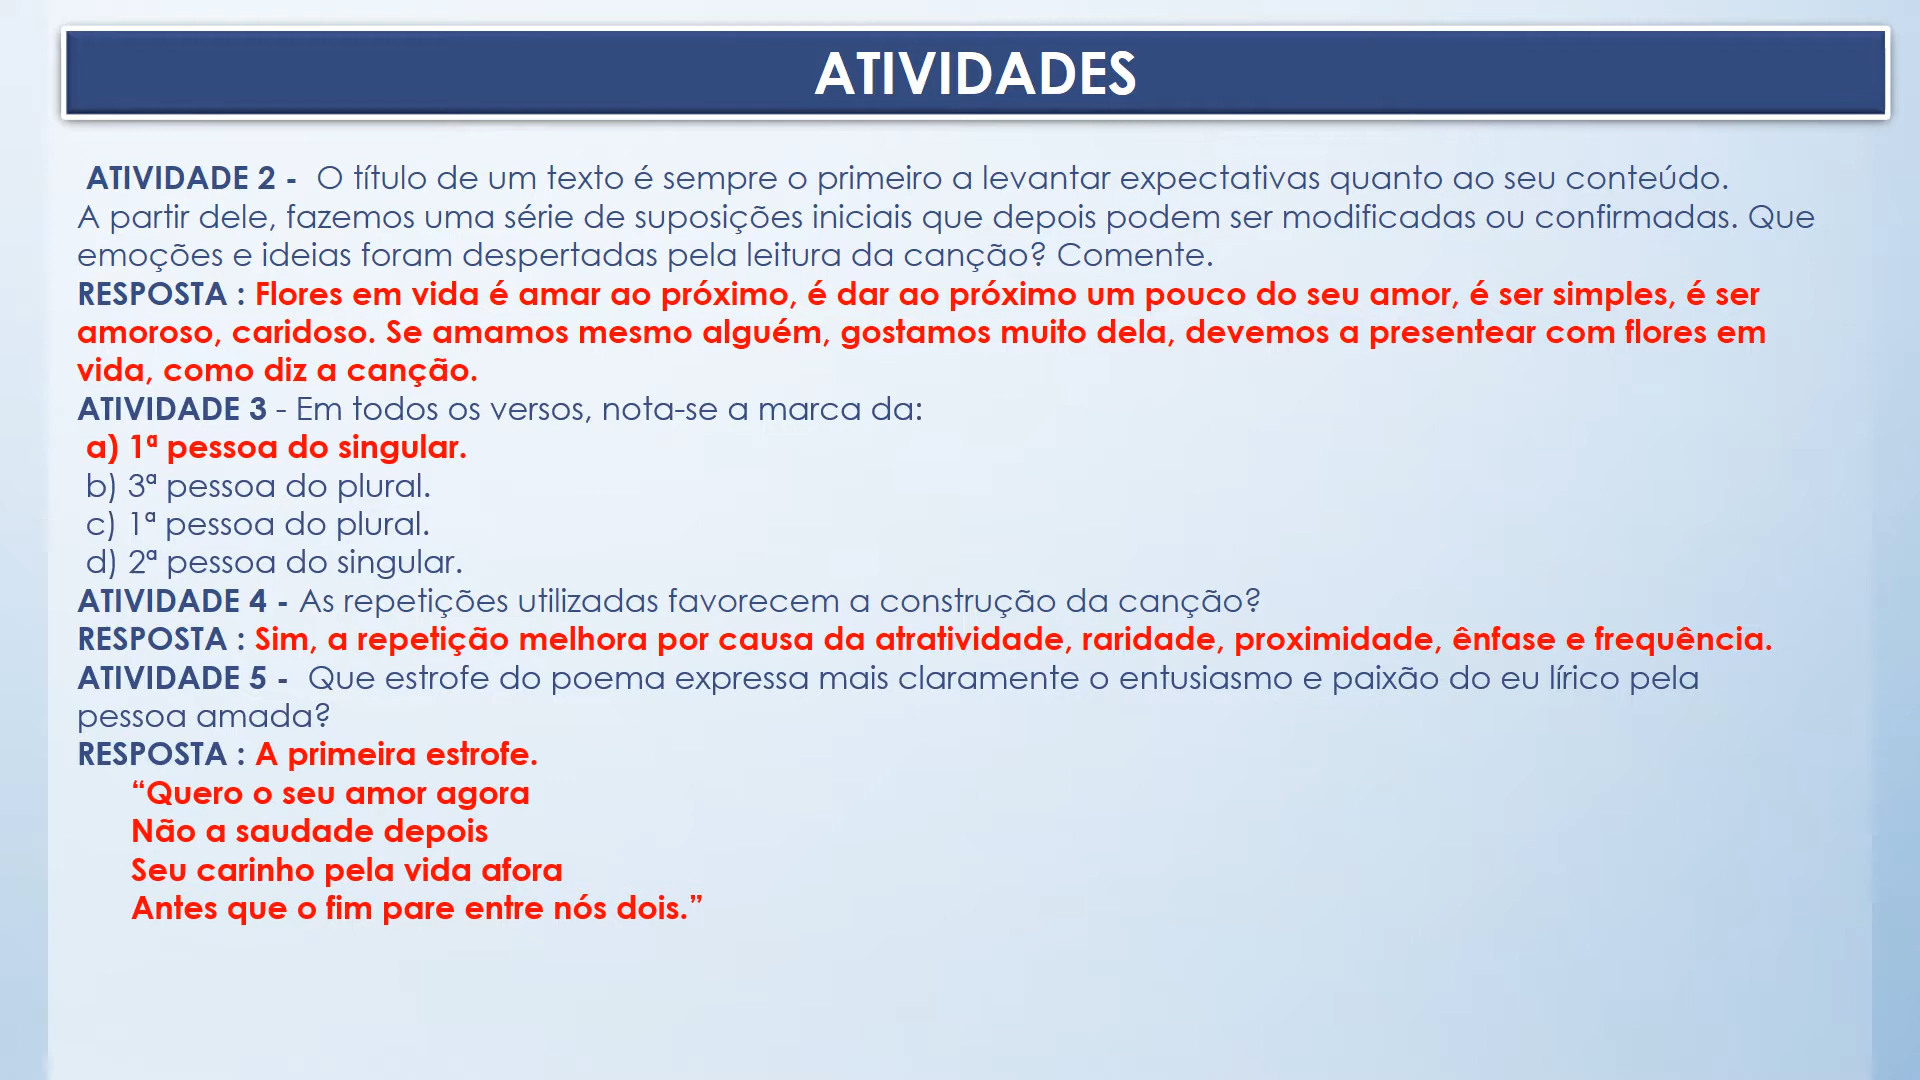 ATIVIDADES
ATIVIDADE 2 - O título de um texto é sempre o primeiro a levantar expectativas quanto ao seu conteúdo.
A partir dele, fazemos uma série de suposições iniciais que depois podem ser modificadas ou confirmadas. Que
emoções e ideias foram despertadas pela leitura da canção? Comente.
RESPOSTA : Flores em vida é amar ao próximo, é dar ao próximo um pouco do seu amor, é ser simples, é ser
amoroso, caridoso. Se amamos mesmo alguém, gostamos muito dela, devemos a presentear com flores em
vida, como diz a canção.
ATIVIDADE 3 - Em todos os versos, nota-se a marca da:
a) 1ª pessoa do singular.
b) 3ª pessoa do plural.
c) 1ª pessoa do plural.
d) 2ª pessoa do singular.
ATIVIDADE 4 - As repetições utilizadas favorecem a construção da canção?
RESPOSTA : Sim, a repetição melhora por causa da atratividade, raridade, proximidade, ênfase e frequência.
ATIVIDADE 5 - Que estrofe do poema expressa mais claramente o entusiasmo e paixão do eu lírico pela
pessoa amada?
RESPOSTA : A primeira estrofe.
“Quero o seu amor agora
Não a saudade depois
Seu carinho pela vida afora
Antes que o fim pare entre nós dois.”